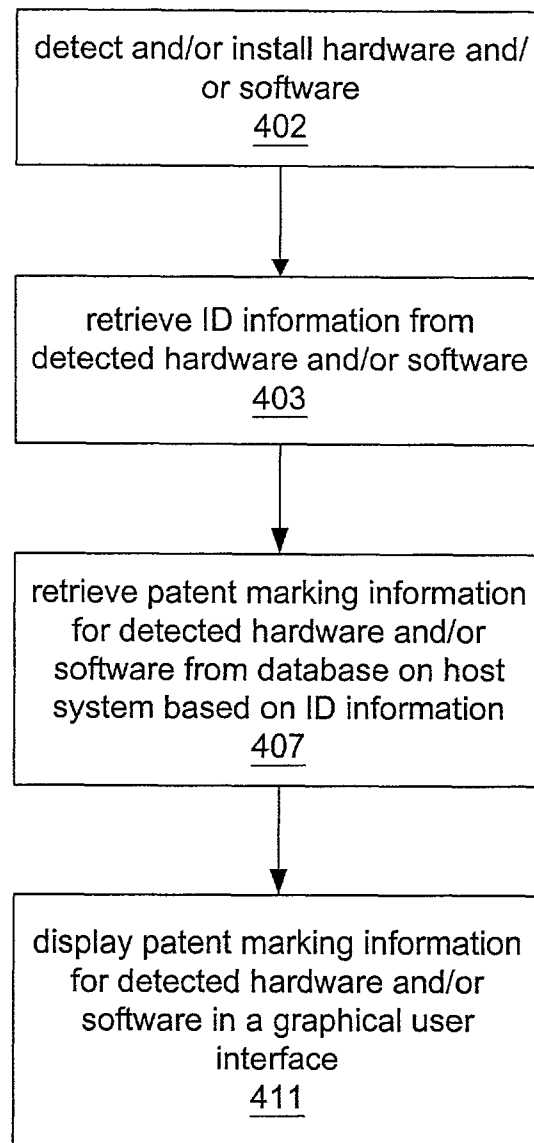 detect and/or install hardware and/
or software
402
retrieve ID information from
detected hardware and/or software
403
retrieve patent marking information
for detected hardware and/or
software from database on host
system based on ID information
407
display patent marking information
for detected hardware and/or
software in a graphical user
interface
411